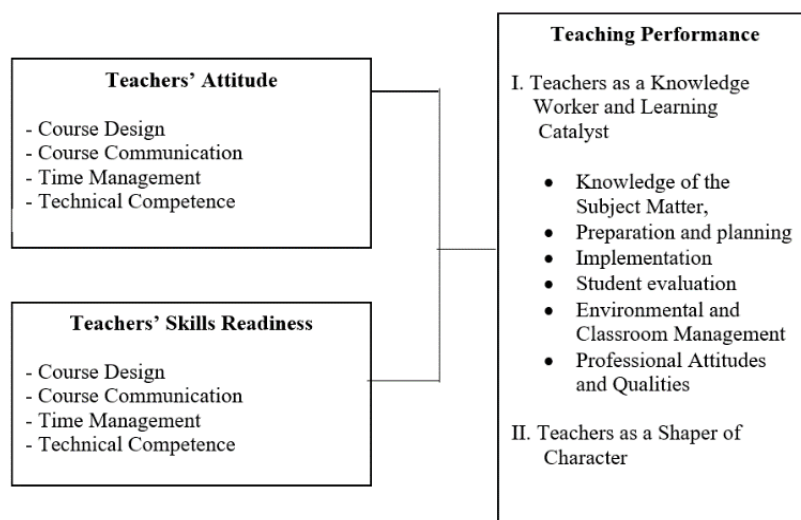 Teachers' Attitude
- Course Design
- Course Communication
- Time Management
- Technical Competence
Teachers' Skills Readiness
- Course Design
- Course Communication
- Time Management
- Technical Competence
Teaching Performance
I. Teachers as a Knowledge
Worker and Learning
Catalyst
• Knowledge of the
Subject Matter,
• Preparation and planning
• Implementation
• Student evaluation
• Environmental and
Classroom Management
• Professional Attitudes
and Qualities
II. Teachers as a Shaper of
Character